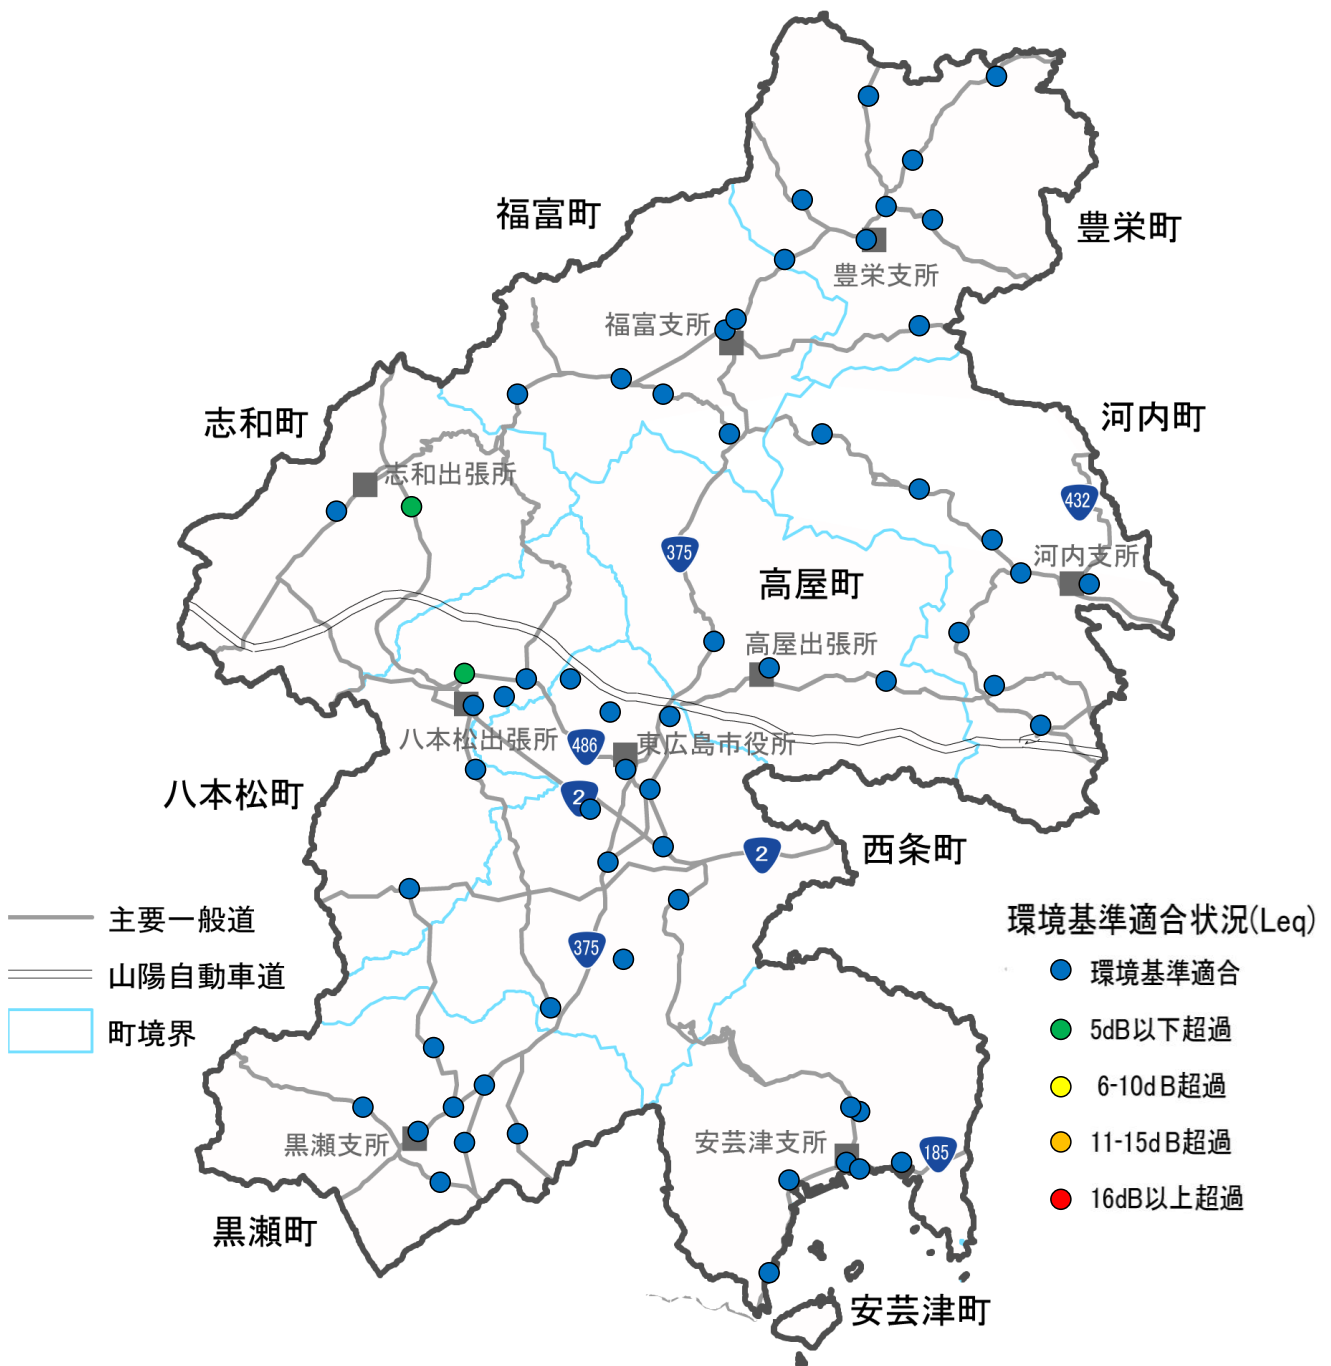 福富町
豊栄町
豊栄支所
福富支所
志和町
河内町
志和出張所
432
375
河内支所
高屋町
高屋出張所
八本松出張所
486
東広島市役所
八本松町
2
西条町
2
主要一般道
山陽自動車道
町境界
375
環境基準適合状況(Leq)
環境基準適合
5dB以下超過
6-10dB超過
11-15dB超過
16dB以上超過
黒瀬支所
安芸津支所
185
黒瀬町
安芸津町